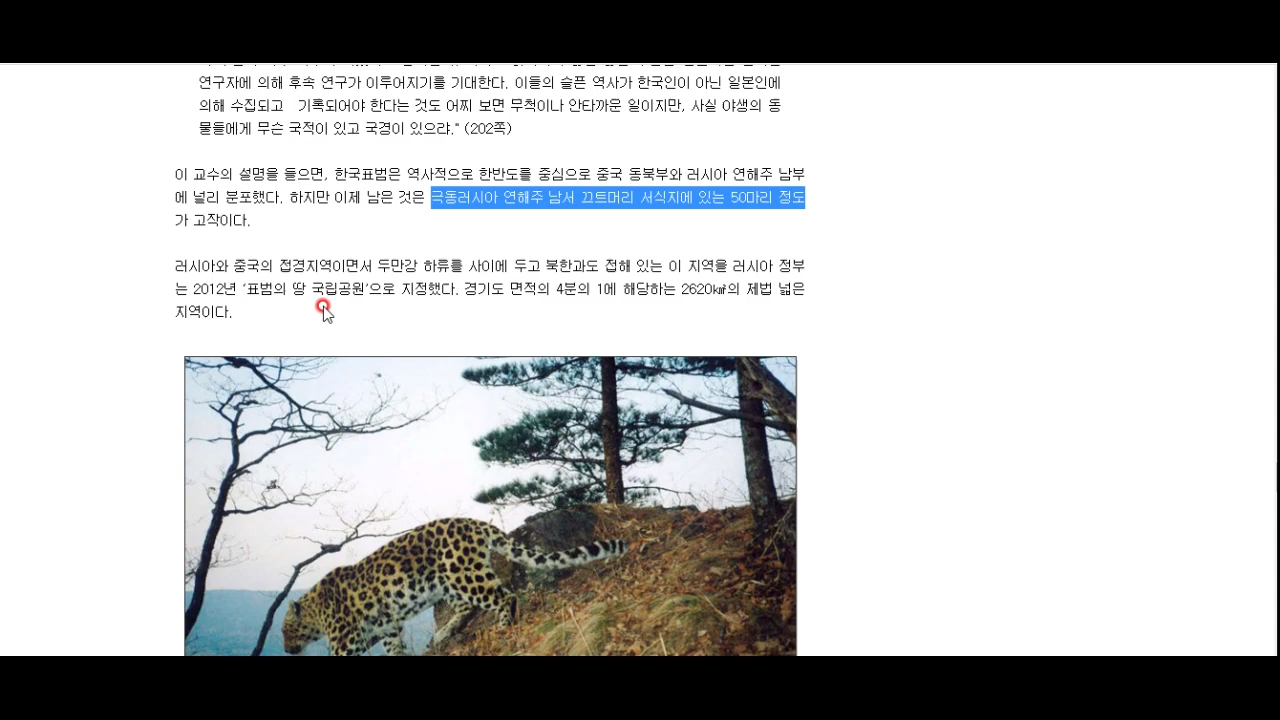 연구자에 의해 후속 연구가 이루어지기를 기대한다. 이들의 슬픈 역사가 한국인이 아닌 일본인에
의해 수집되고 기록되어야 한다는 것도 어찌 보면 무척이나 안타까운 일이지만, 사실 야생의 동
물들에게 무슨 국적이 있고 국경이 있으랴." (202쪽)
이 교수의 설명을 들으면, 한국표범은 역사적으로 한반도를 중심으로 중국 동북부와 러시아 연해주 남부
에 널리 분포했다. 하지만 이제 남은 것은 극동러시아 연해주 남서 끄트머리 서식지에 있는 50마리 정도
가 고작이다.
러시아와 중국의 접경지역이면서 두만강 하류를 사이에 두고 북한과도 접해 있는 이 지역을 러시아 정부
는 2012년 '표범의 땅 국립공원'으로 지정했다. 경기도 면적의 4분의 1에 해당하는 2620㎢의 제법 넓은
지역이다.